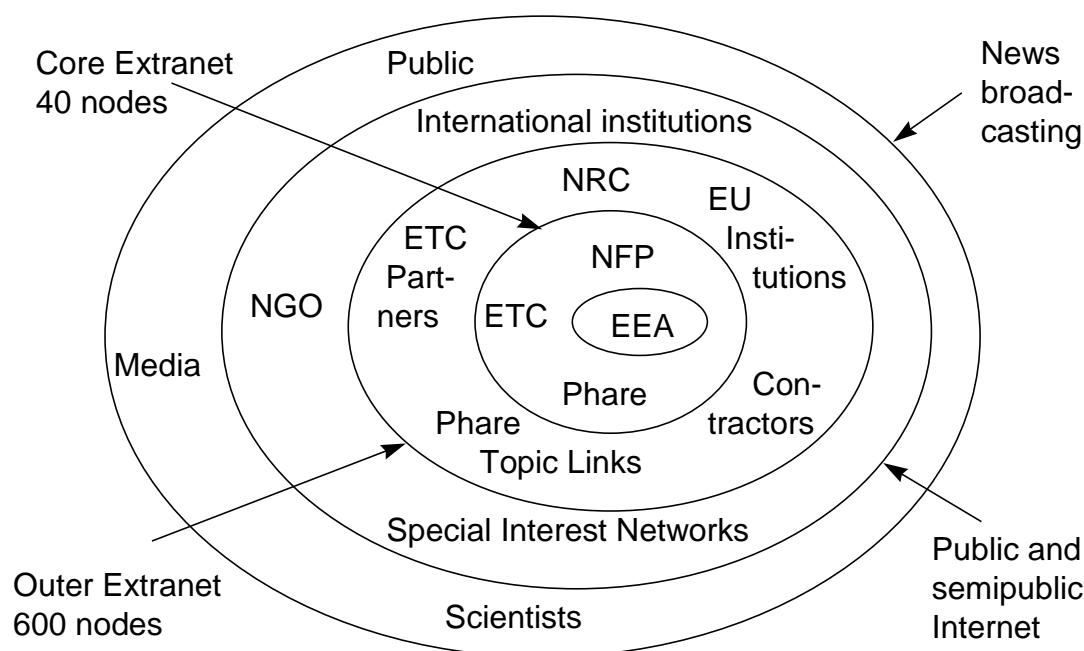 Core Extranet
40 nodes
Public
News
broad-
casting
International institutions
NRC
EU
Insti-
tutions
ETC
Part-
ners
NFP
NGO
ETC
EEA
Media
Phare
Con-
tractors
Phare
Topic Links
Special Interest Networks
Outer Extranet
600 nodes
Scientists
Public and
semipublic
Internet